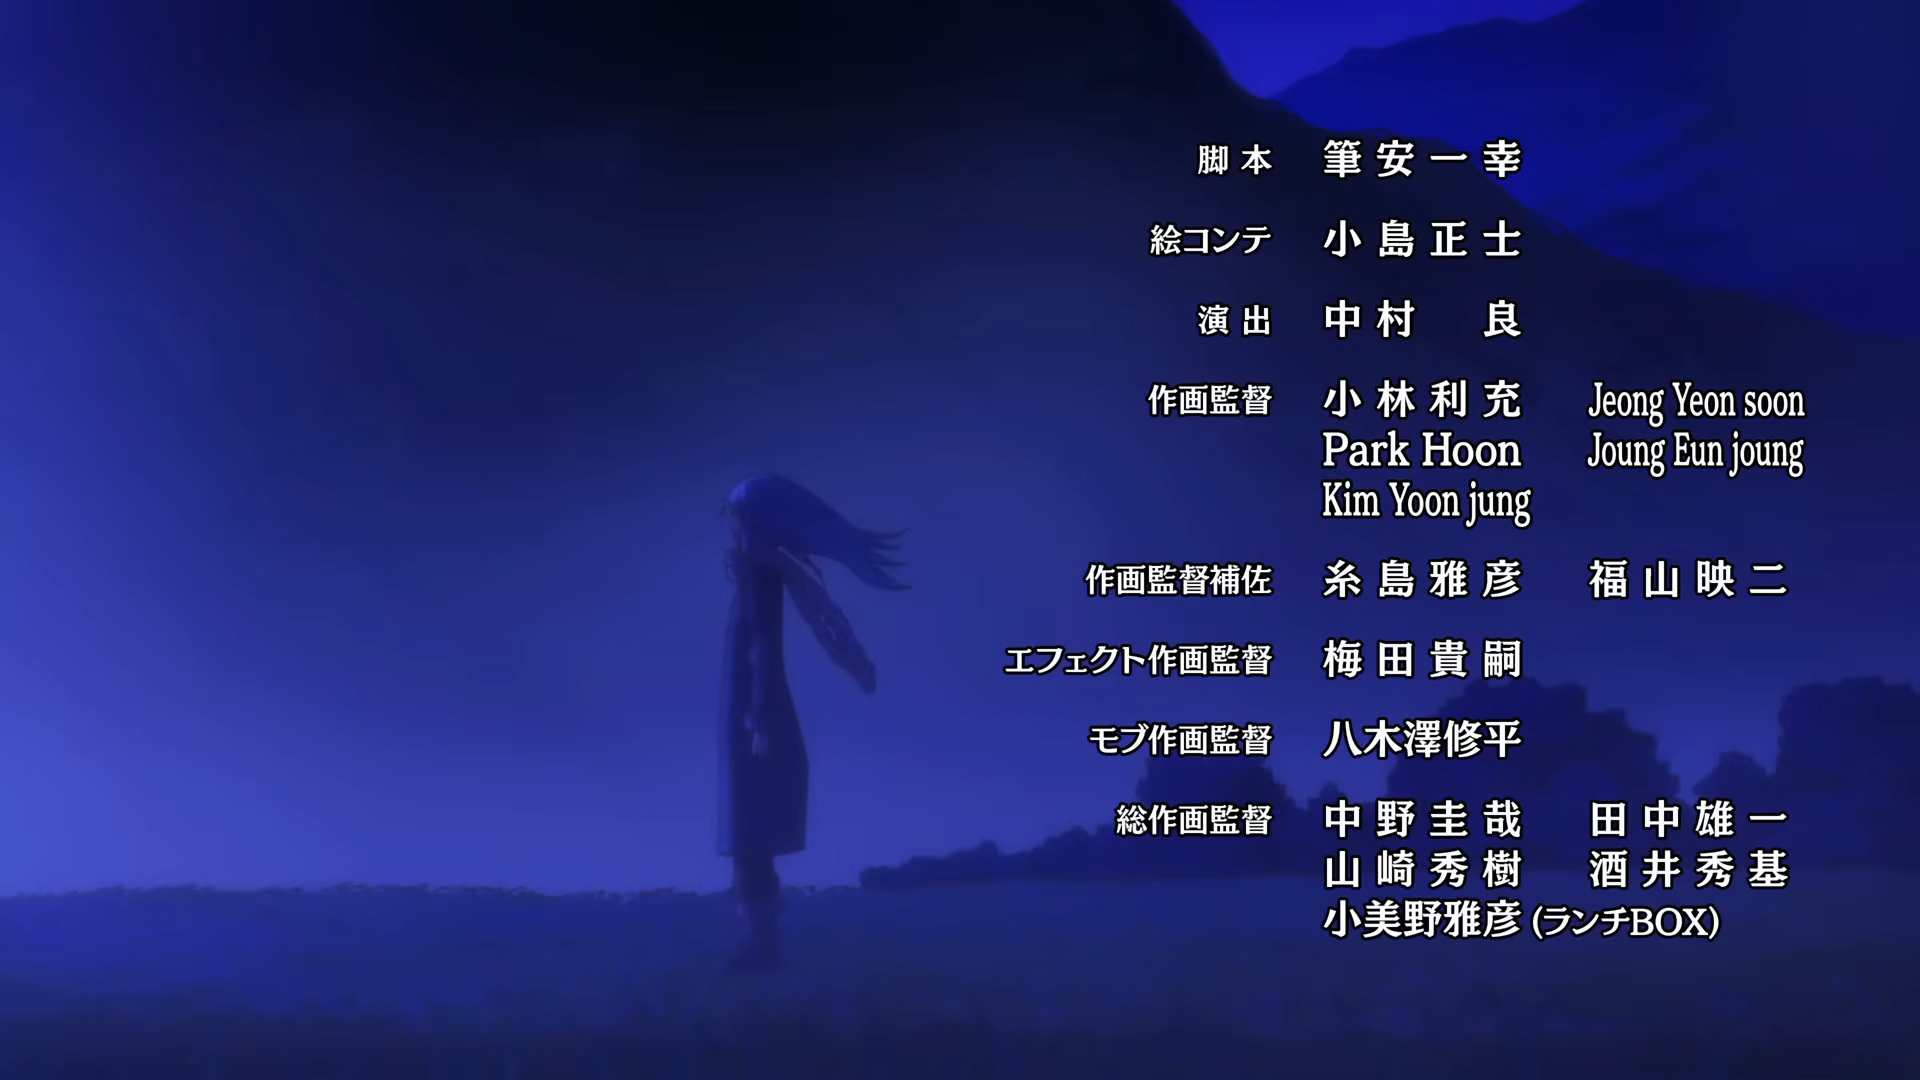 脚本 筆安一幸
絵コンテ 小島正士
演出 中村 良
作画監督 小林利充 Jeong Yeon soon
Park Hoon Joung Eun joung
Kim Yoon jung
作画監督補佐 糸島雅彦 福山映二
エフェクト作画監督 梅田貴嗣
モブ作画監督 八木澤修平
総作画監督 中野圭哉 田中雄一
山崎秀樹 酒井秀基
小美野雅彦(ランチBOX)